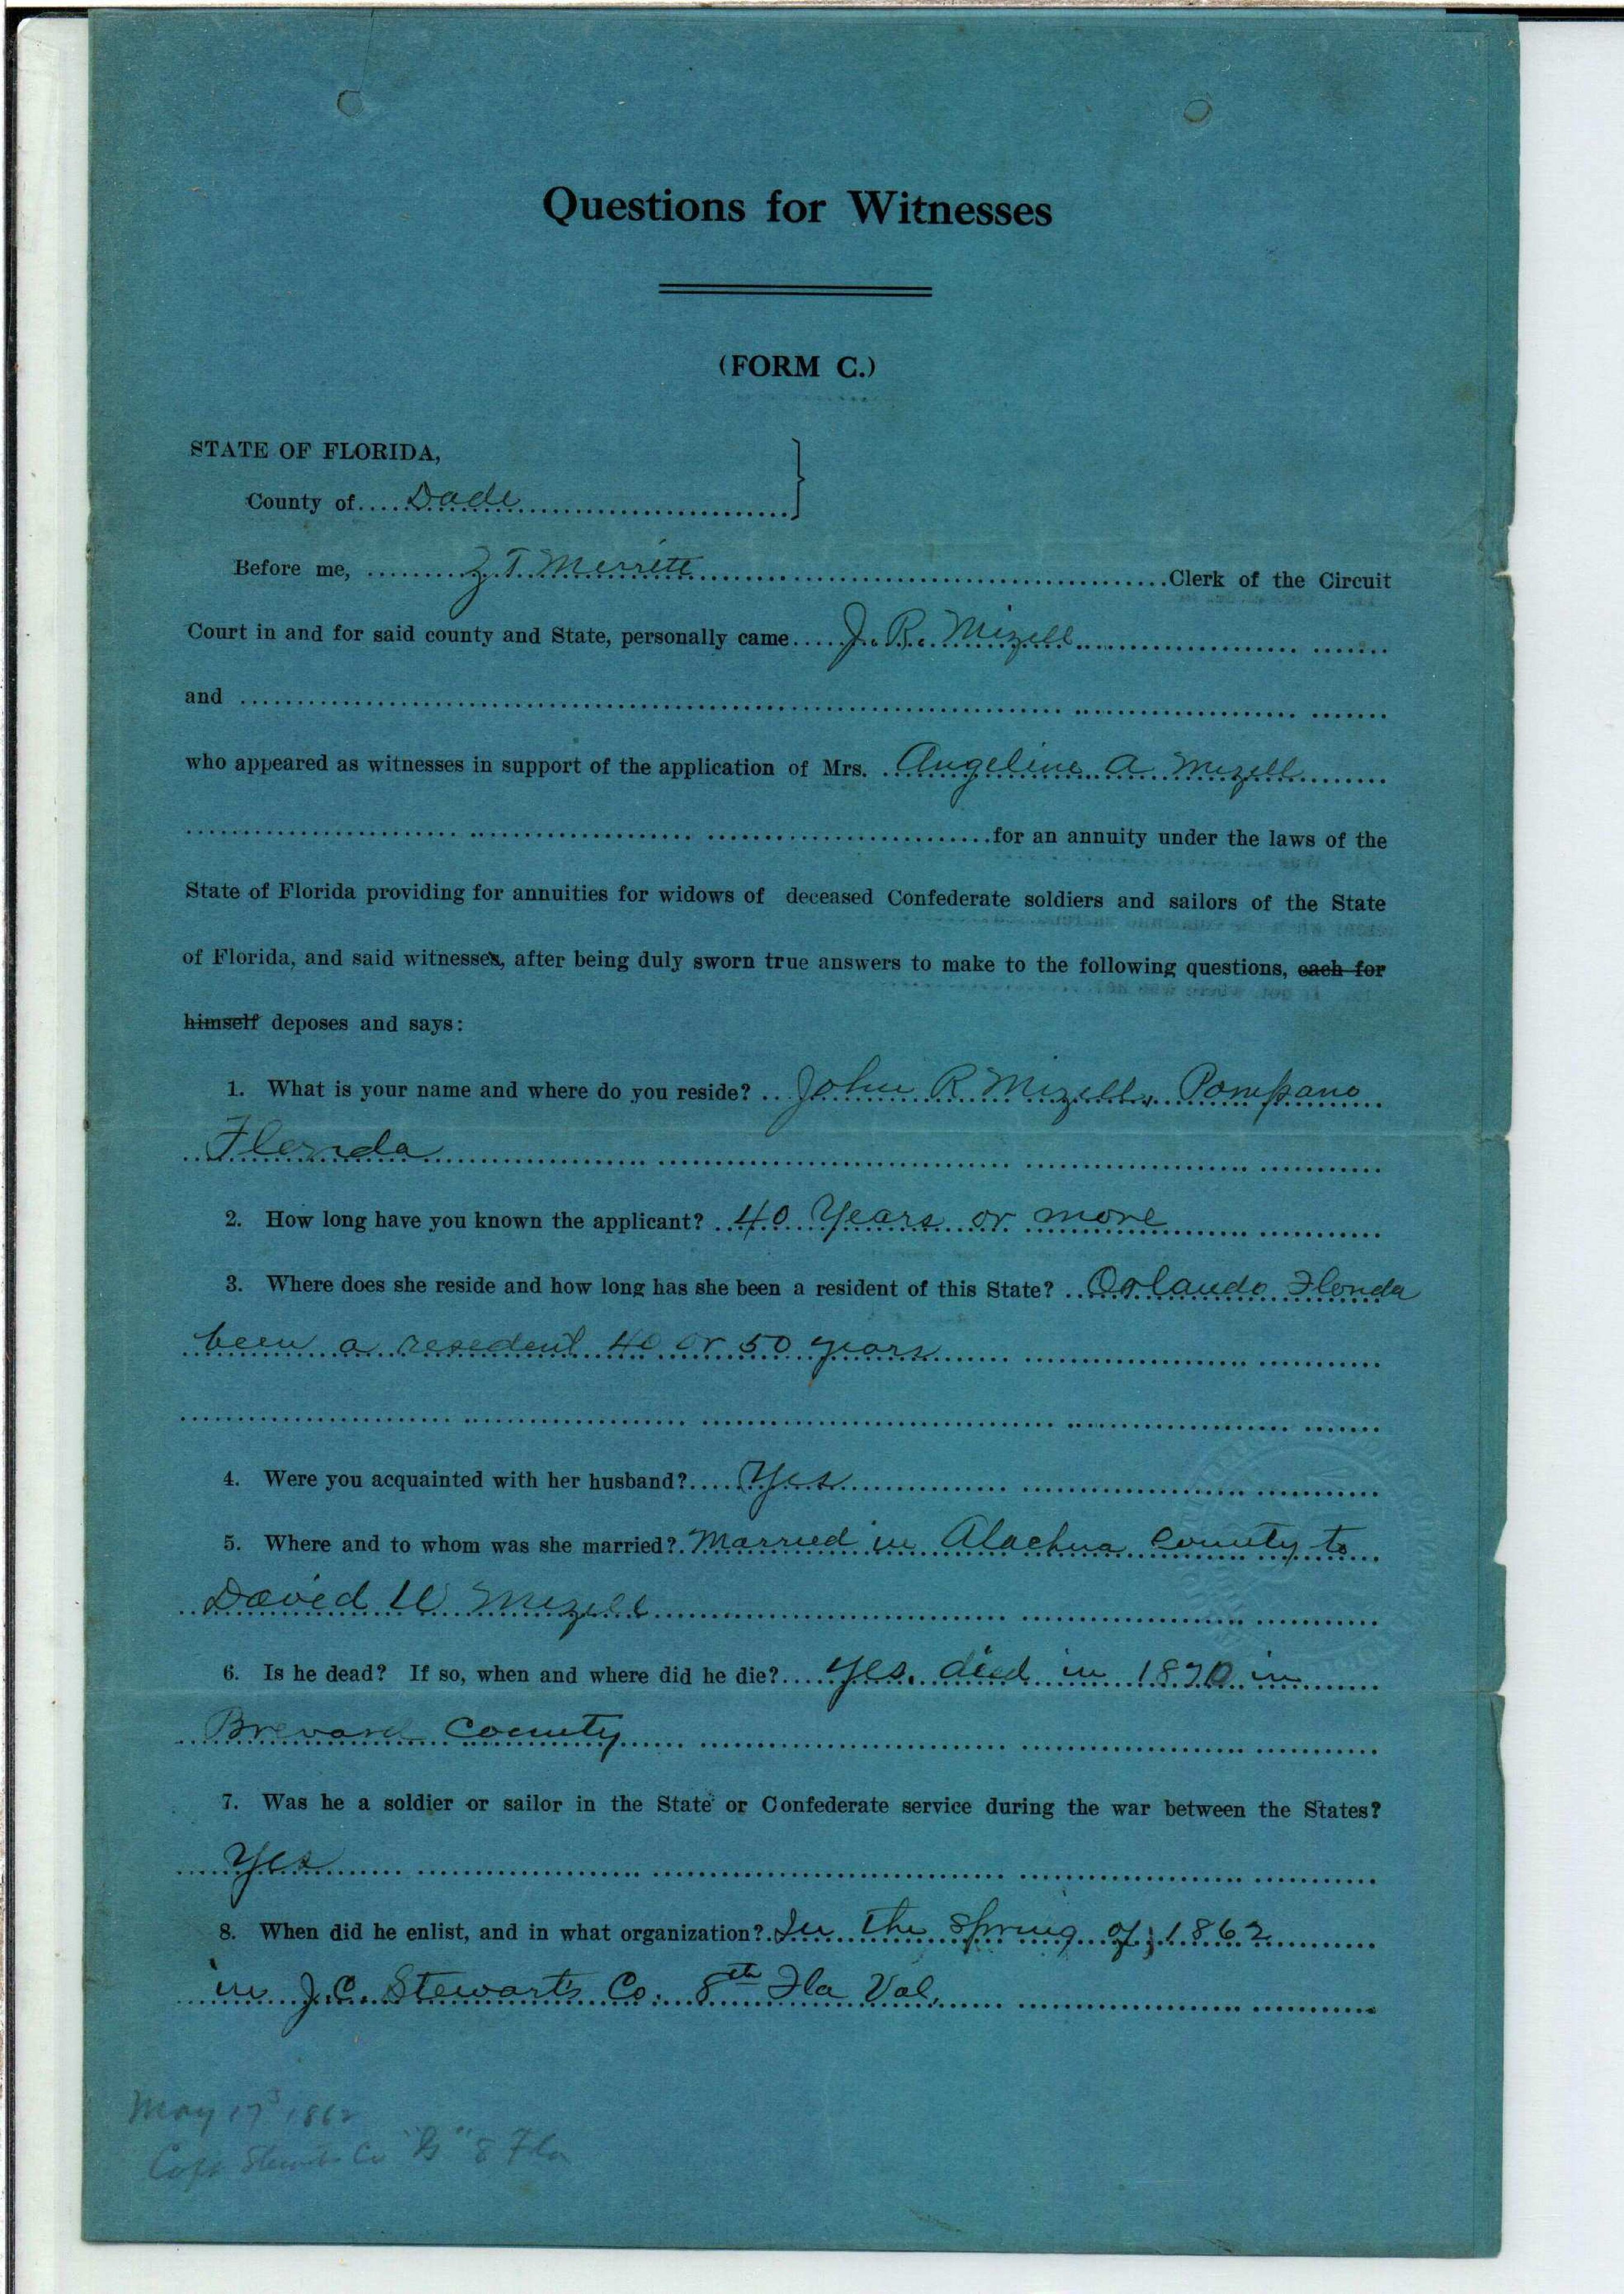 Questions for Witnesses
(FORM C.)
STATE OF FLORIDA,
County of Dade
Before me, Z. T. Merritt Clerk of the Circuit
Court in and for said county and State, personally came J. R. Mizell
and
who appeared as witnesses in support of the application of Mrs. Angeline A Mizell
for an annuity under the laws of the
State of Florida providing for annuities for widows of deceased Confederate soldiers and sailors of the State
of Florida, and said witnesses, after being duly sworn true answers to make to the following questions, each for
himself deposes and says:
1. What is your name and where do you reside? John R Mizell, Pompano
Florida
2. How long have you known the applicant? 40 Years or more
3. Where does she reside and how long has she been a resident of this State? Orlando Florida
been a resedent 40 or 50 years
4. Were you acquainted with her husband? Yes
5. Where and to whom was she married? Married in Alachua County to
David W Mizell
6. Is he dead? If so, when and where did he die? Yes. died in 1870 in
Brevard County
7. Was he a soldier or sailor in the State or Confederate service during the war between the States?
Yes
8. When did he enlist, and in what organization? In the Spring of 1862
in J. C. Stewart's Co. 8th Fla Vol.
May 17 1862
Capt Stewarts Co "B" 8 Fla